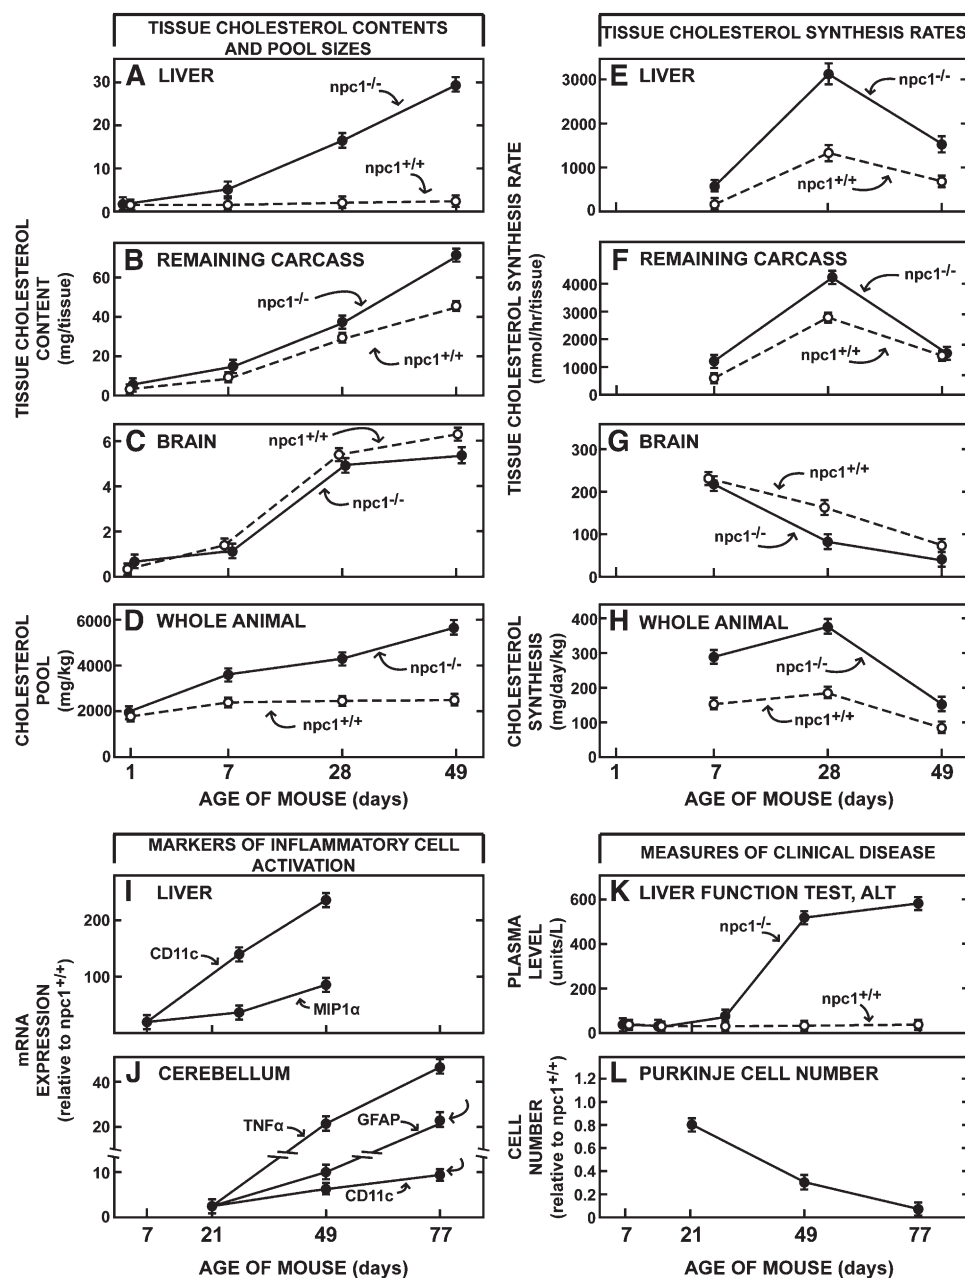 TISSUE CHOLESTEROL CONTENTS
AND POOL SIZES
A LIVER
30
20
10
0
npc1-/-
npc1+/+
B REMAINING CARCASS
60
40
20
0
npc1-/-
npc1+/+
TISSUE CHOLESTEROL
CONTENT
(mg/tissue)
C BRAIN
6
4
2
0
npc1+/+
npc1-/-
D WHOLE ANIMAL
6000
4000
2000
0
npc1-/-
npc1+/+
CHOLESTEROL
POOL
(mg/kg)
1 7 28 49
AGE OF MOUSE (days)
TISSUE CHOLESTEROL SYNTHESIS RATES
E LIVER
3000
2000
1000
0
npc1-/-
npc1+/+
F REMAINING CARCASS
4000
3000
2000
1000
0
npc1-/-
npc1+/+
TISSUE CHOLESTEROL SYNTHESIS RATE
(nmol/hr/tissue)
G BRAIN
300
200
100
0
npc1+/+
npc1-/-
H WHOLE ANIMAL
400
300
200
100
0
npc1-/-
npc1+/+
CHOLESTEROL
SYNTHESIS
(mg/day/kg)
1 7 28 49
AGE OF MOUSE (days)
MARKERS OF INFLAMMATORY CELL
ACTIVATION
I LIVER
200
100
CD11c
MIP1α
J CEREBELLUM
40
20
10
0
TNFα
GFAP
CD11c
mRNA
EXPRESSION
(relative to npc1+/+)
7 21 49 77
AGE OF MOUSE (days)
MEASURES OF CLINICAL DISEASE
K LIVER FUNCTION TEST, ALT
600
400
200
0
npc1-/-
npc1+/+
PLASMA
LEVEL
(units/L)
L PURKINJE CELL NUMBER
1.2
0.8
0.6
0.4
0.2
0
CELL
NUMBER
(relative to npc1+/+)
7 21 49 77
AGE OF MOUSE (days)